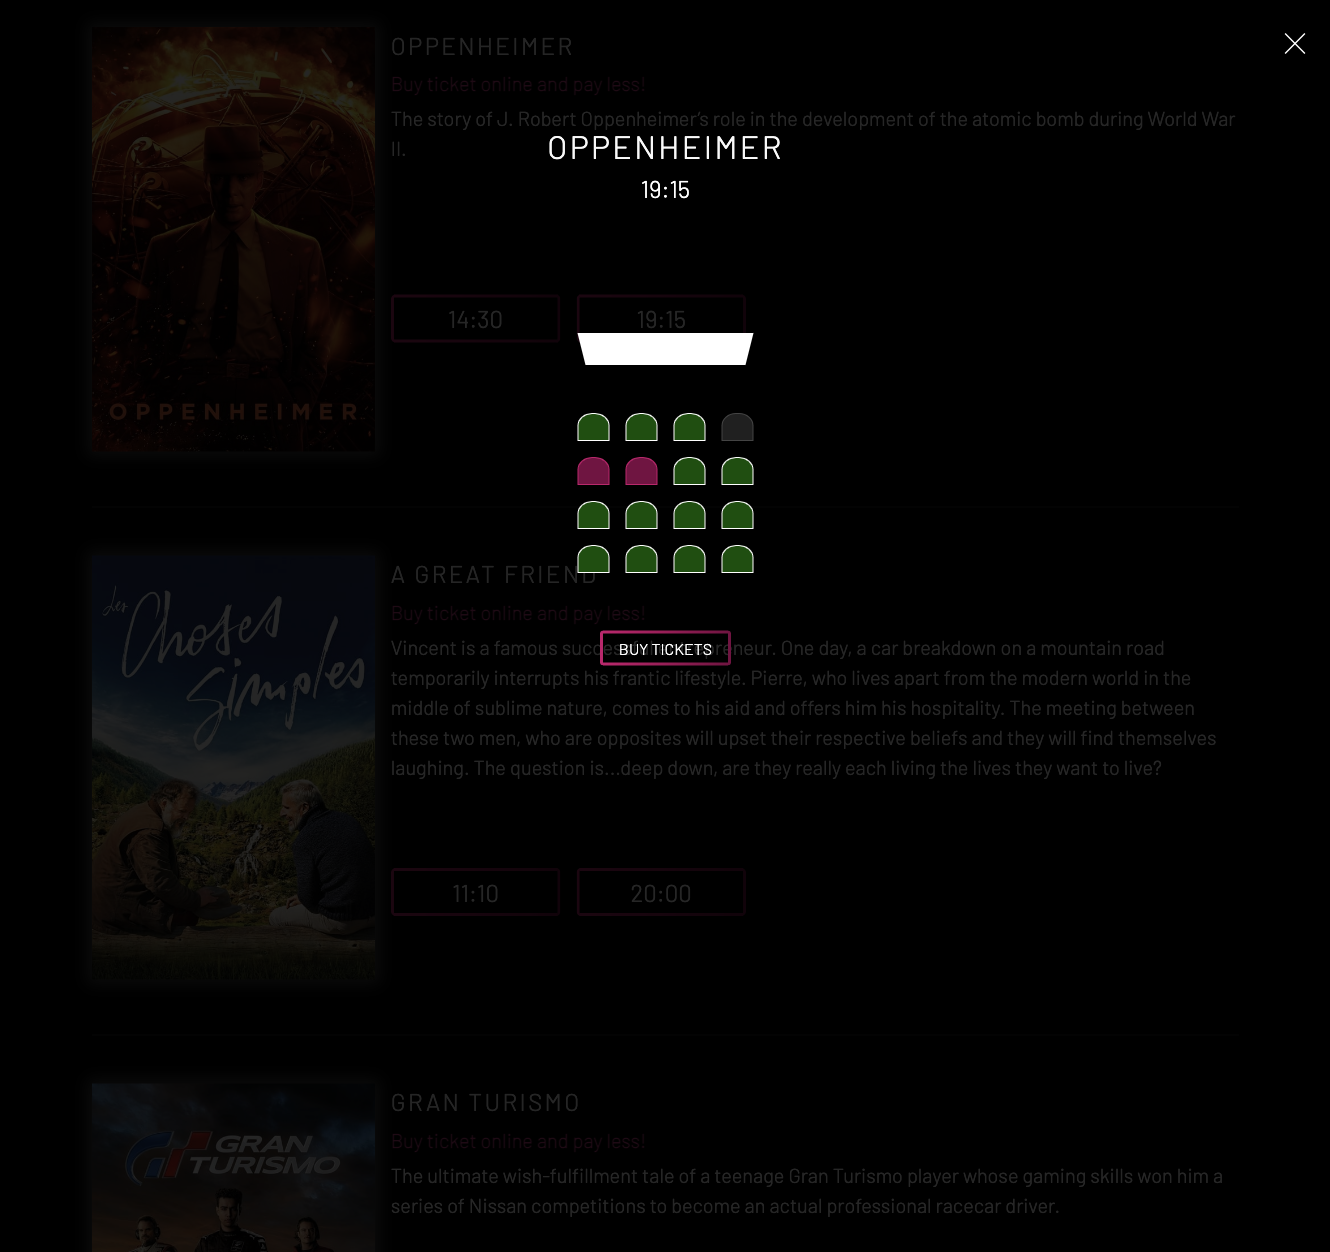 OPPENHEIMER
Buy ticket online and pay less!
The story of J. Robert Oppenheimer's role in the development of the atomic bomb during World War
II.
OPPENHEIMER
19:15
14:30
19:15
OPPENHEIMER
A GREAT FRIEND
Buy ticket online and pay less!
Les Choses
Simples
Vincent is a famous successful entrepreneur. One day, a car breakdown on a mountain road
BUY TICKETS
temporarily interrupts his frantic lifestyle. Pierre, who lives apart from the modern world in the
middle of sublime nature, comes to his aid and offers him his hospitality. The meeting between
these two men, who are opposites will upset their respective beliefs and they will find themselves
laughing. The question is...deep down, are they really each living the lives they want to live?
11:10
20:00
GRAN TURISMO
Buy ticket online and pay less!
GRAN
TURISMO
The ultimate wish-fulfillment tale of a teenage Gran Turismo player whose gaming skills won him a
series of Nissan competitions to become an actual professional racecar driver.